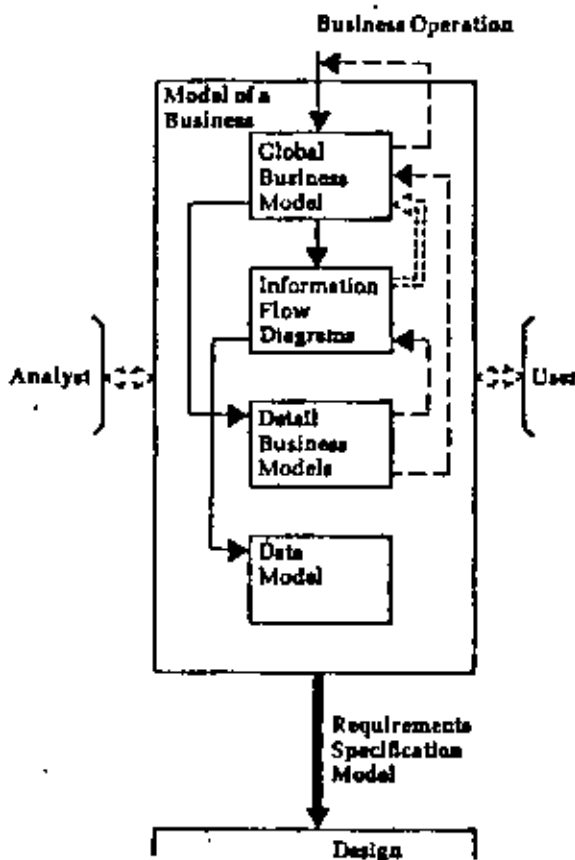 Business Operation
Model of a
Business
Global
Business
Model
Information
Flow
Diagrams
Analyst
User
Detail
Business
Models
Data
Model
Requirements
Specification
Model
Design